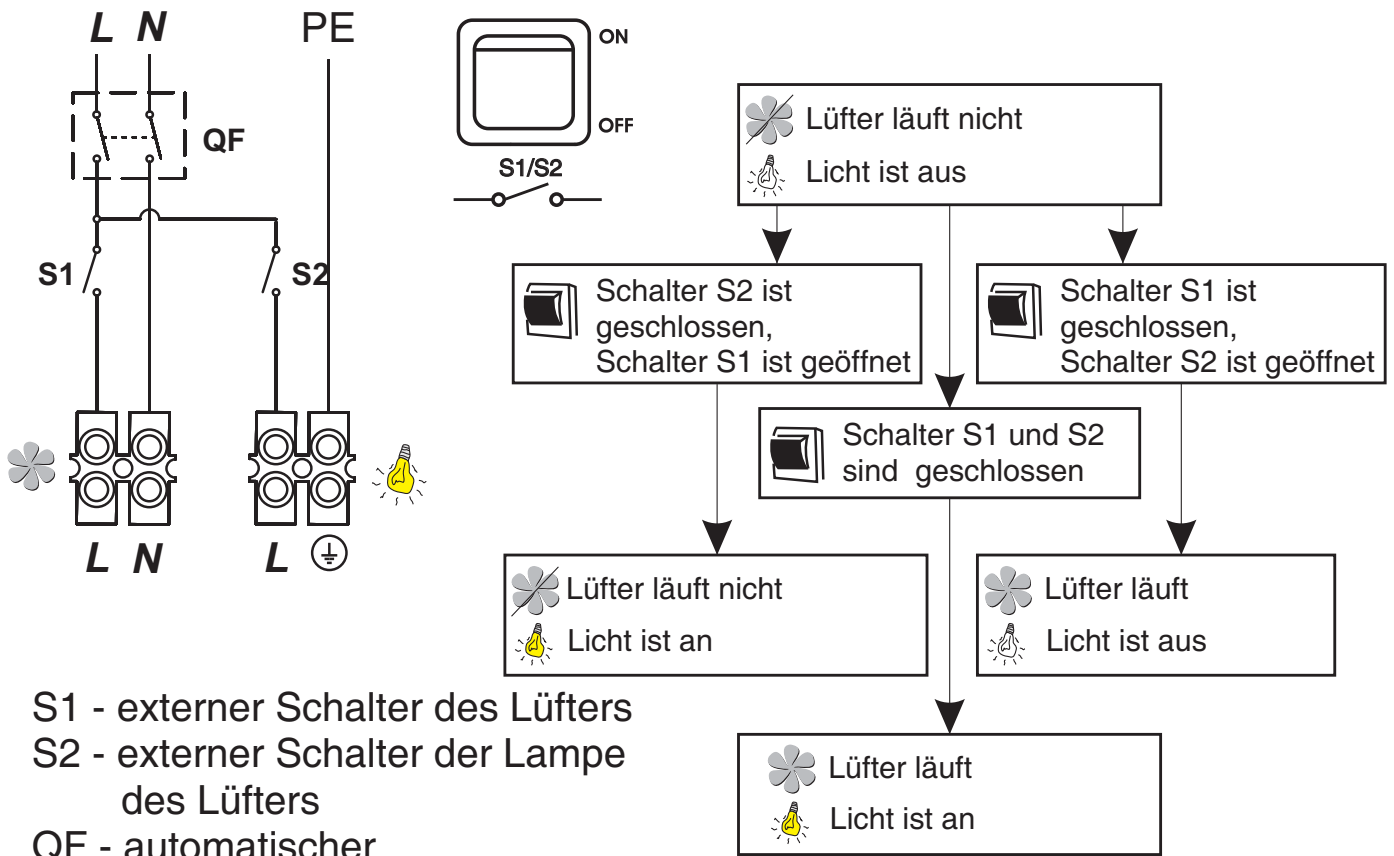 L N PE
QF
ON
OFF
S1/S2
S1
S2
L N L
Lüfter läuft nicht
Licht ist aus
Schalter S2 ist
geschlossen,
Schalter S1 ist geöffnet
Schalter S1 ist
geschlossen,
Schalter S2 ist geöffnet
Schalter S1 und S2
sind geschlossen
Lüfter läuft nicht
Licht ist an
Lüfter läuft
Licht ist aus
Lüfter läuft
Licht ist an
S1 - externer Schalter des Lüfters
S2 - externer Schalter der Lampe
des Lüfters
QF - automatischer